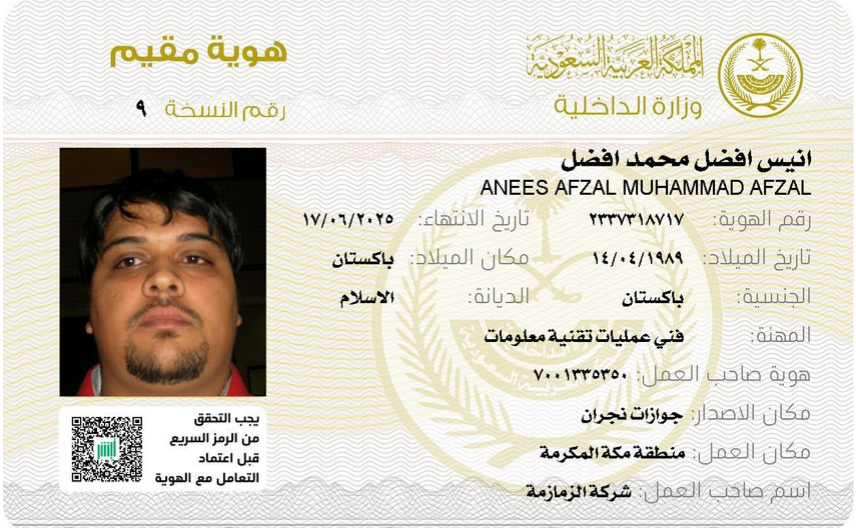 المملكة العربية السعودية
وزارة الداخلية
هوية مقيم
رقم النسخة ٩
انيس افضل محمد افضل
ANEES AFZAL MUHAMMAD AFZAL
رقم الهوية: ٢٣٣٧٣١٨٧١٧ تاريخ الانتهاء: ١٧/٠٦/٢٠٢٥
تاريخ الميلاد: ١٤/٠٤/١٩٨٩ مكان الميلاد: باكستان
الجنسية: باكستان الديانة: الاسلام
المهنة: فني عمليات تقنية معلومات
هوية صاحب العمل: ٧٠٠١٣٣٥٣٥٠
مكان الاصدار: جوازات نجران
مكان العمل: منطقة مكة المكرمة
اسم صاحب العمل: شركة الزمازمة
يجب التحقق
من الرمز السريع
قبل اعتماد
التعامل مع الهوية
أبشر